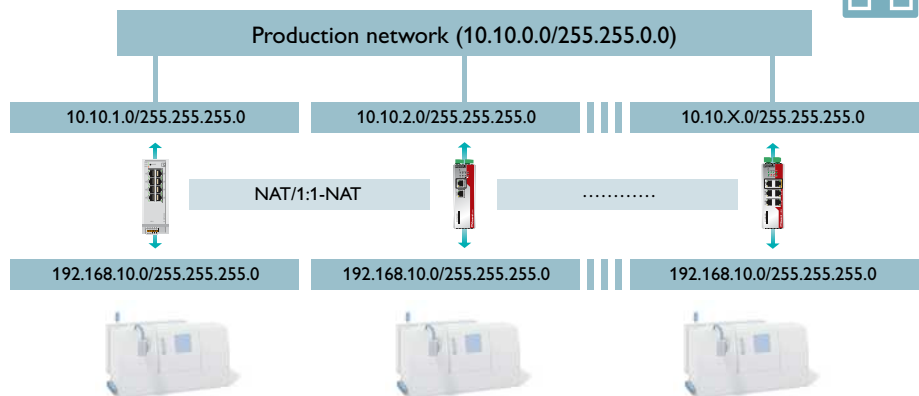 Production network (10.10.0.0/255.255.0.0)
10.10.1.0/255.255.255.0
10.10.2.0/255.255.255.0
10.10.X.0/255.255.255.0
NAT/1:1-NAT
............
192.168.10.0/255.255.255.0
192.168.10.0/255.255.255.0
192.168.10.0/255.255.255.0